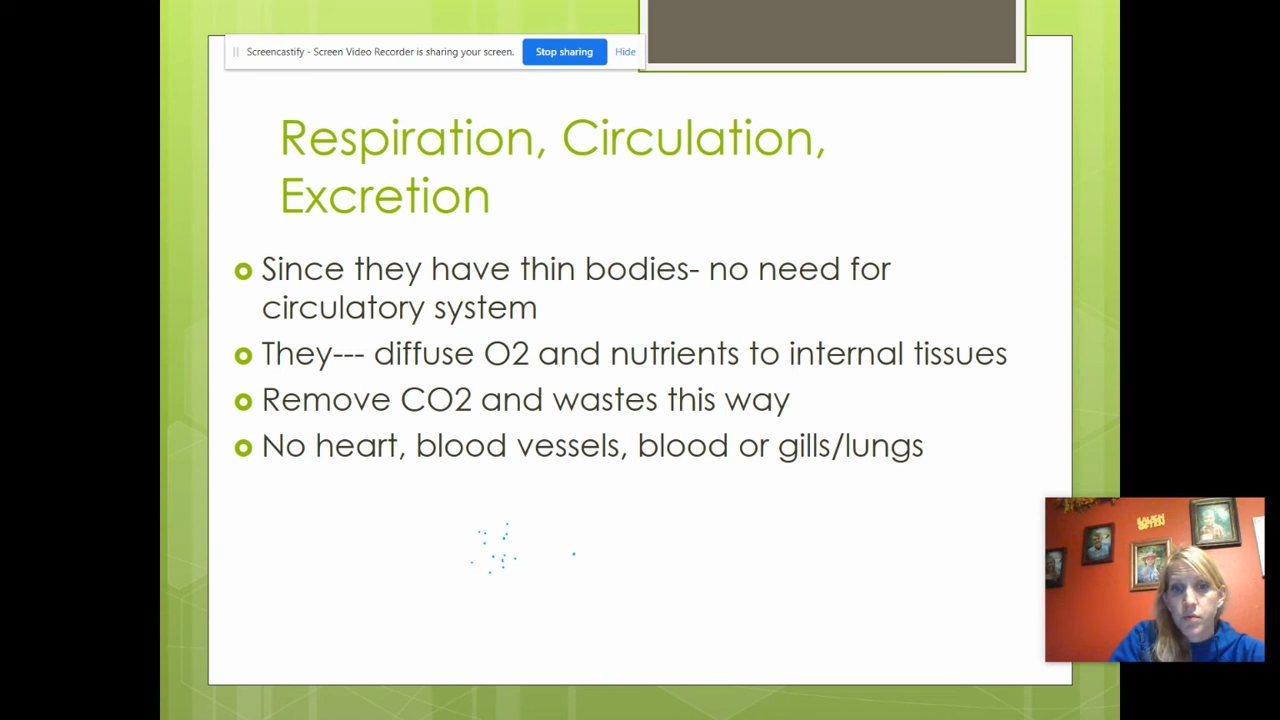 Screencastify - Screen Video Recorder is sharing your screen. Stop sharing Hide
Respiration, Circulation,
Excretion
Since they have thin bodies- no need for
circulatory system
They--- diffuse O2 and nutrients to internal tissues
Remove CO2 and wastes this way
No heart, blood vessels, blood or gills/lungs